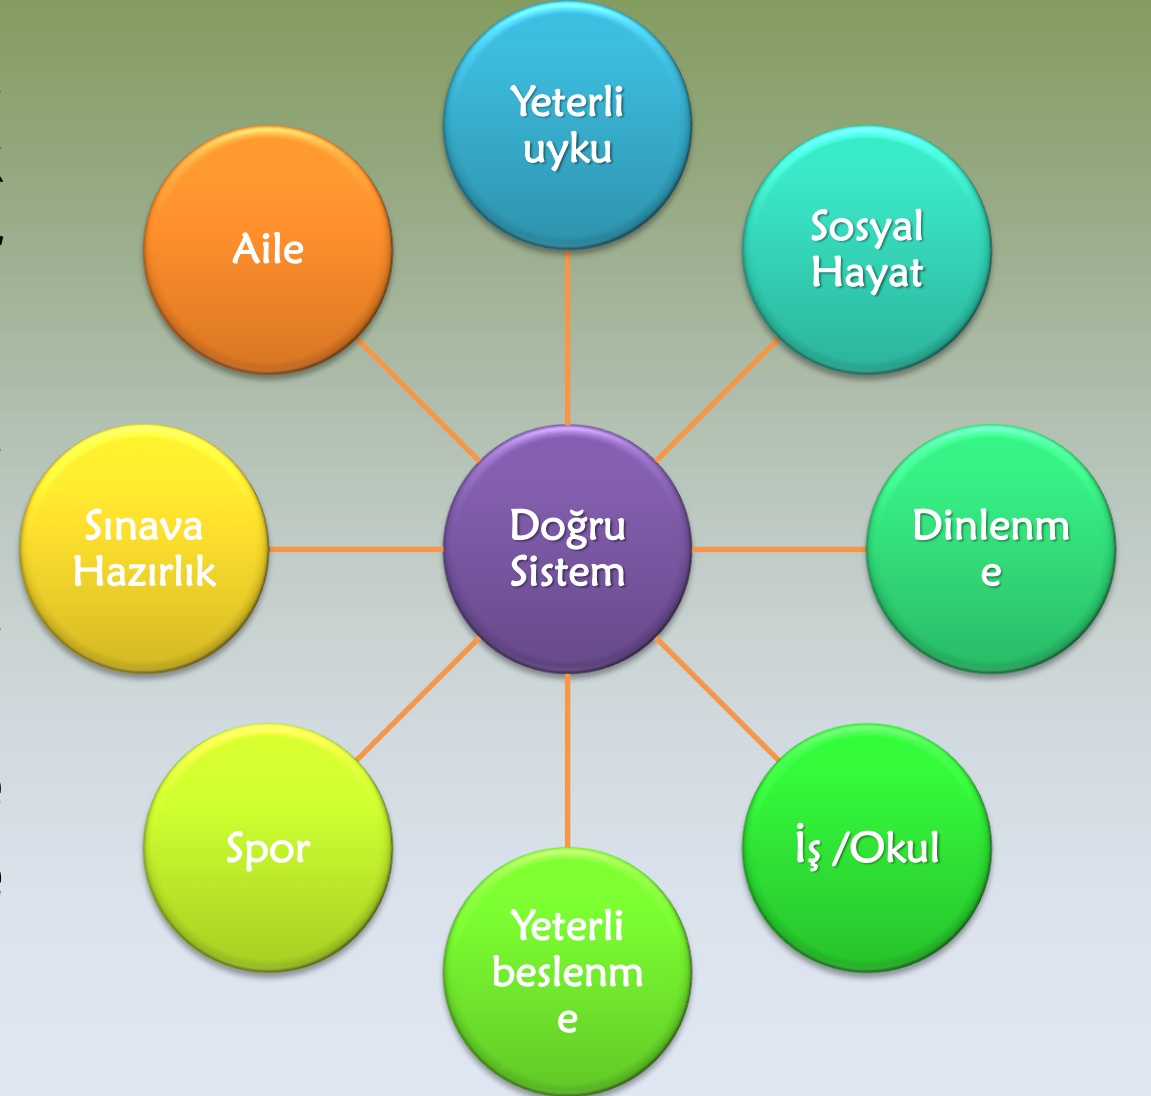 Yeterli
uyku
Sosyal
Hayat
Aile
Sınava
Hazırlık
Doğru
Sistem
Dinlenm
e
Spor
İş /Okul
Yeterli
beslenm
e